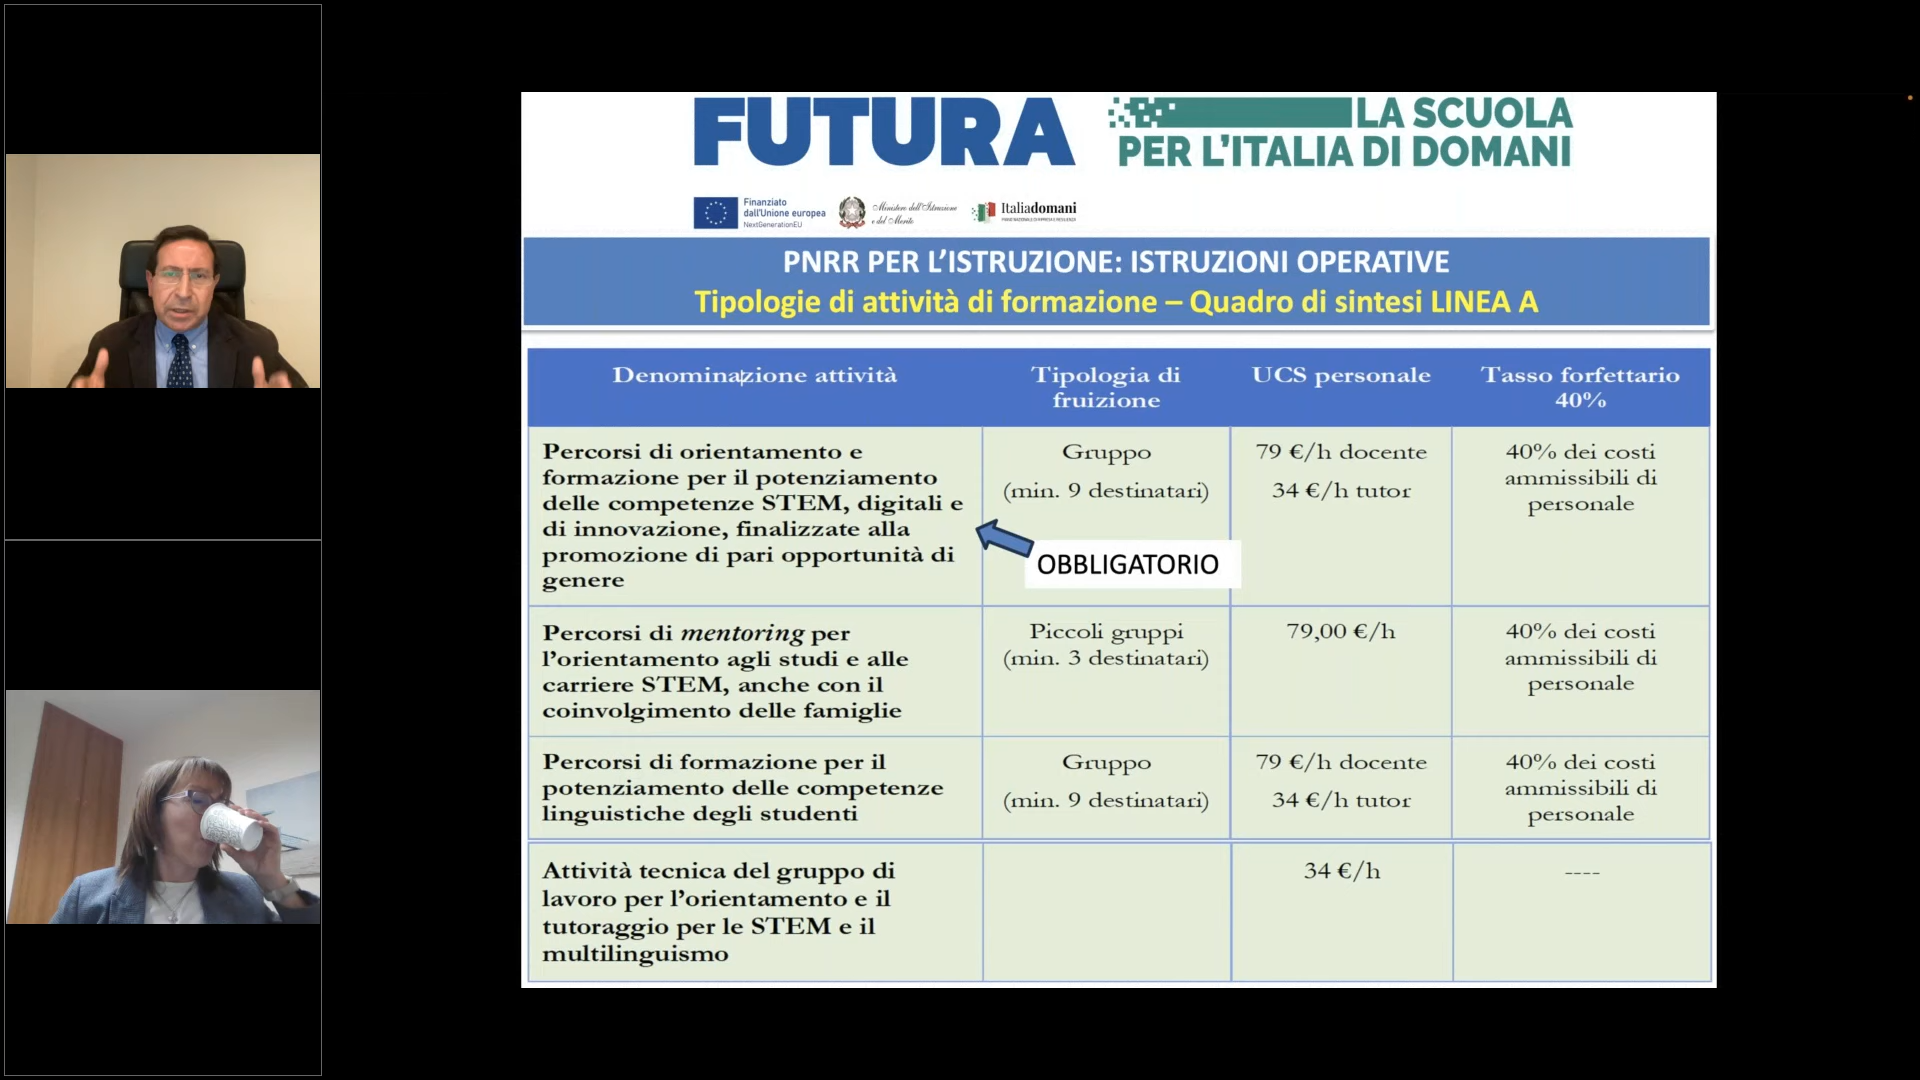 FUTURA
LA SCUOLA
PER L'ITALIA DI DOMANI
Finanziato
dall'Unione europea
NextGenerationEU
Ministero dell'Istruzione
e del Merito
Italiadomani
PNRR PER L'ISTRUZIONE: ISTRUZIONI OPERATIVE
Tipologie di attività di formazione – Quadro di sintesi LINEA A
Denominazione attività
Tipologia di
fruizione
UCS personale
Tasso forfettario
40%
Percorsi di orientamento e
formazione per il potenziamento
delle competenze STEM, digitali e
di innovazione, finalizzate alla
promozione di pari opportunità di
genere
Gruppo
(min. 9 destinatari)
OBBLIGATORIO
79 €/h docente
34 €/h tutor
40% dei costi
ammissibili di
personale
Percorsi di mentoring per
l'orientamento agli studi e alle
carriere STEM, anche con il
coinvolgimento delle famiglie
Piccoli gruppi
(min. 3 destinatari)
79,00 €/h
40% dei costi
ammissibili di
personale
Percorsi di formazione per il
potenziamento delle competenze
linguistiche degli studenti
Gruppo
(min. 9 destinatari)
79 €/h docente
34 €/h tutor
40% dei costi
ammissibili di
personale
Attività tecnica del gruppo di
lavoro per l'orientamento e il
tutoraggio per le STEM e il
multilinguismo
34 €/h
----